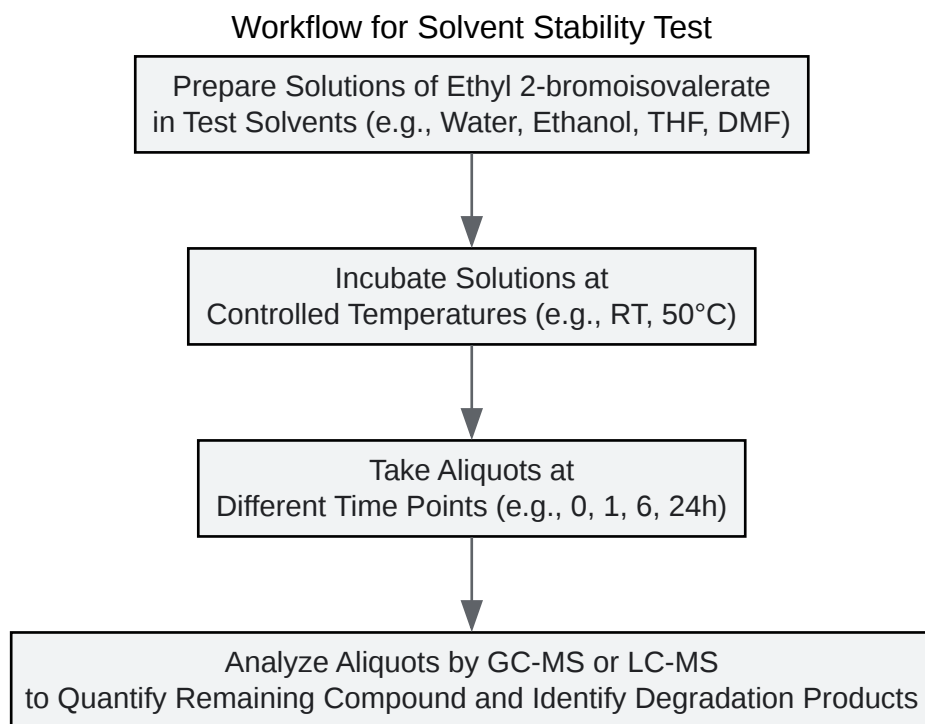 Workflow for Solvent Stability Test
Prepare Solutions of Ethyl 2-bromoisovalerate
in Test Solvents (e.g., Water, Ethanol, THF, DMF)
Incubate Solutions at
Controlled Temperatures (e.g., RT, 50°C)
Take Aliquots at
Different Time Points (e.g., 0, 1, 6, 24h)
Analyze Aliquots by GC-MS or LC-MS
to Quantify Remaining Compound and Identify Degradation Products